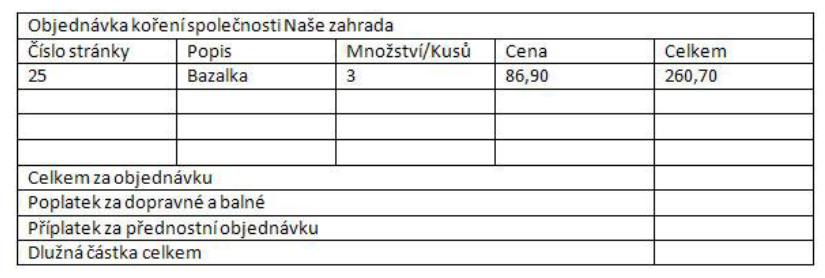 Objednávka koření společnosti Naše zahrada
Číslo stránky Popis Množství/Kusů Cena Celkem
25 Bazalka 3 86,90 260,70
Celkem za objednávku
Poplatek za dopravné a balné
Příplatek za přednostní objednávku
Dlužná částka celkem